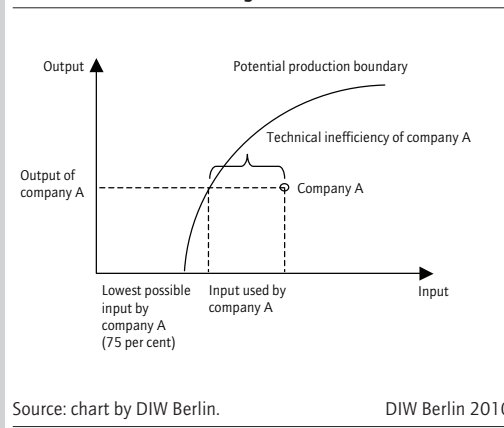 Output
Potential production boundary
Technical inefficiency of company A
Output of
company A
Company A
Lowest possible
input by
company A
(75 per cent)
Input used by
company A
Input
Source: chart by DIW Berlin.
DIW Berlin 2010